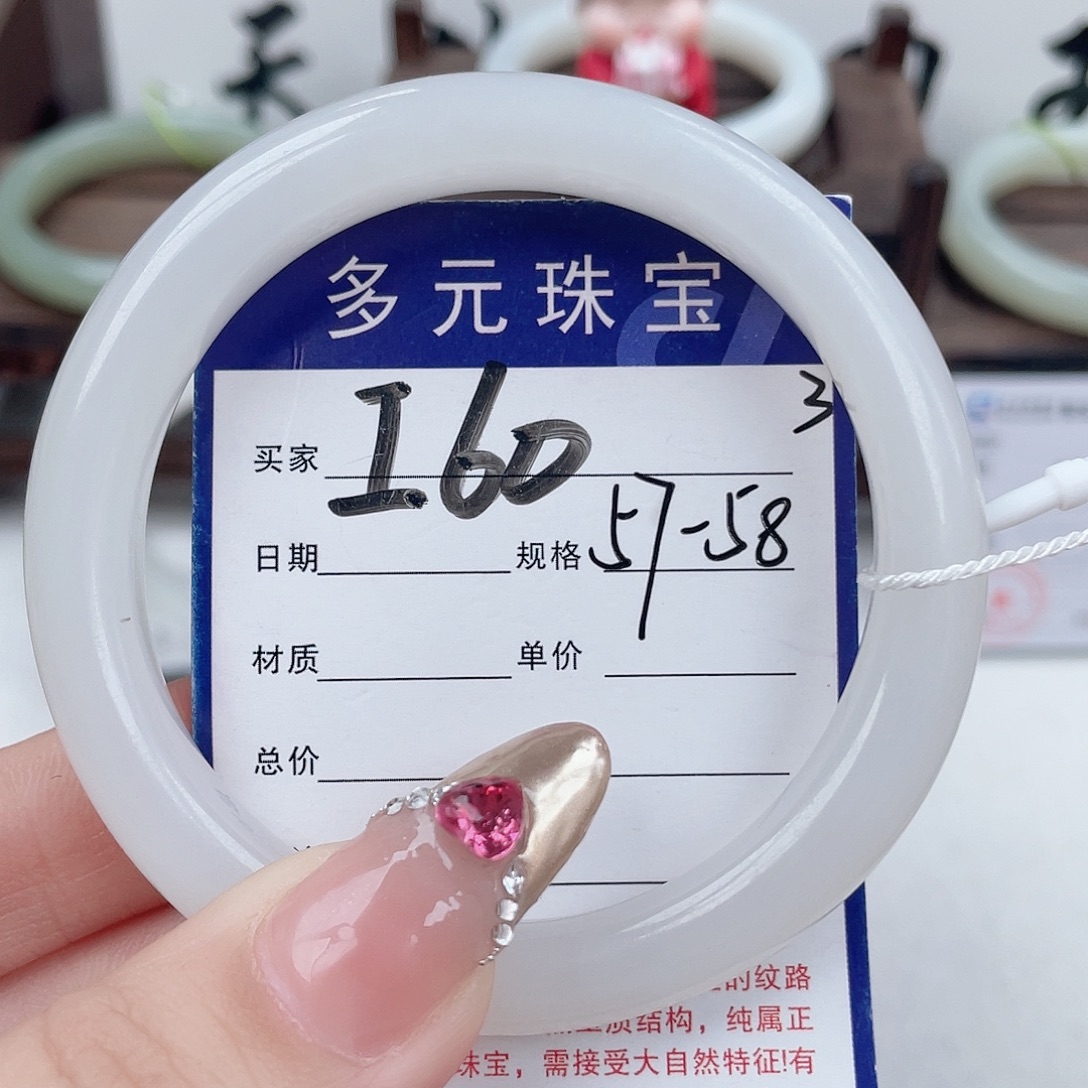 天
多元珠宝
3
买家 I60
日期 规格 57-58
材质 单价
总价
的纹路
质结构，纯属正
珠宝，需接受大自然特征!有